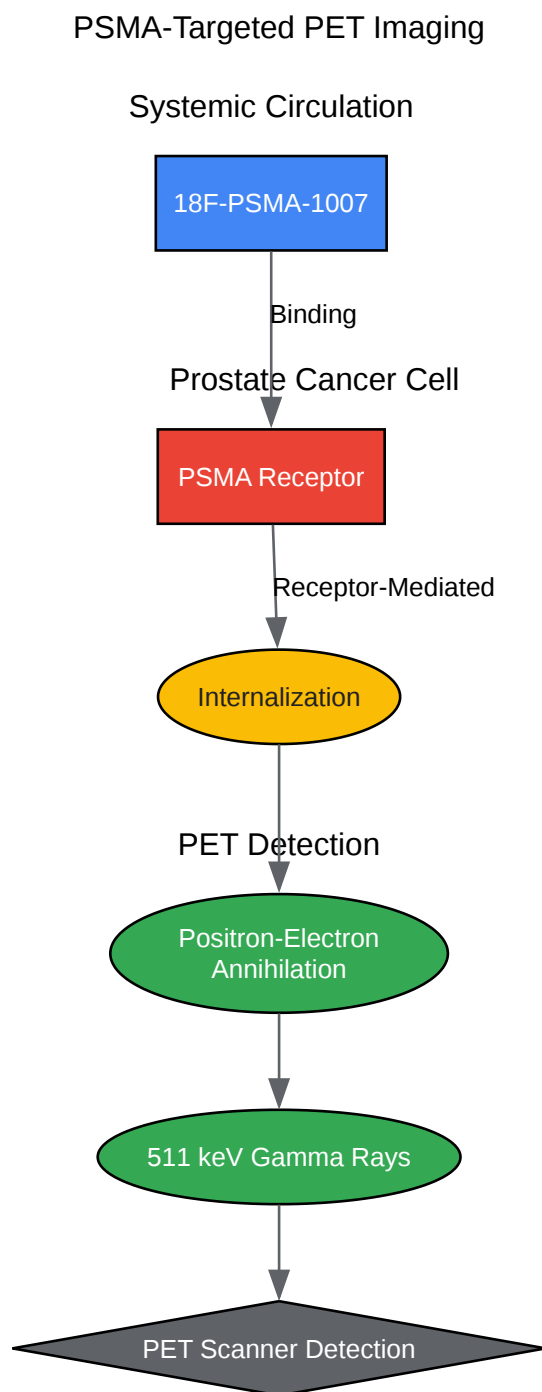 PSMA-Targeted PET Imaging
Systemic Circulation
18F-PSMA-1007
Binding
Prostate Cancer Cell
PSMA Receptor
Receptor-Mediated
Internalization
PET Detection
Positron-Electron
Annihilation
511 keV Gamma Rays
PET Scanner Detection